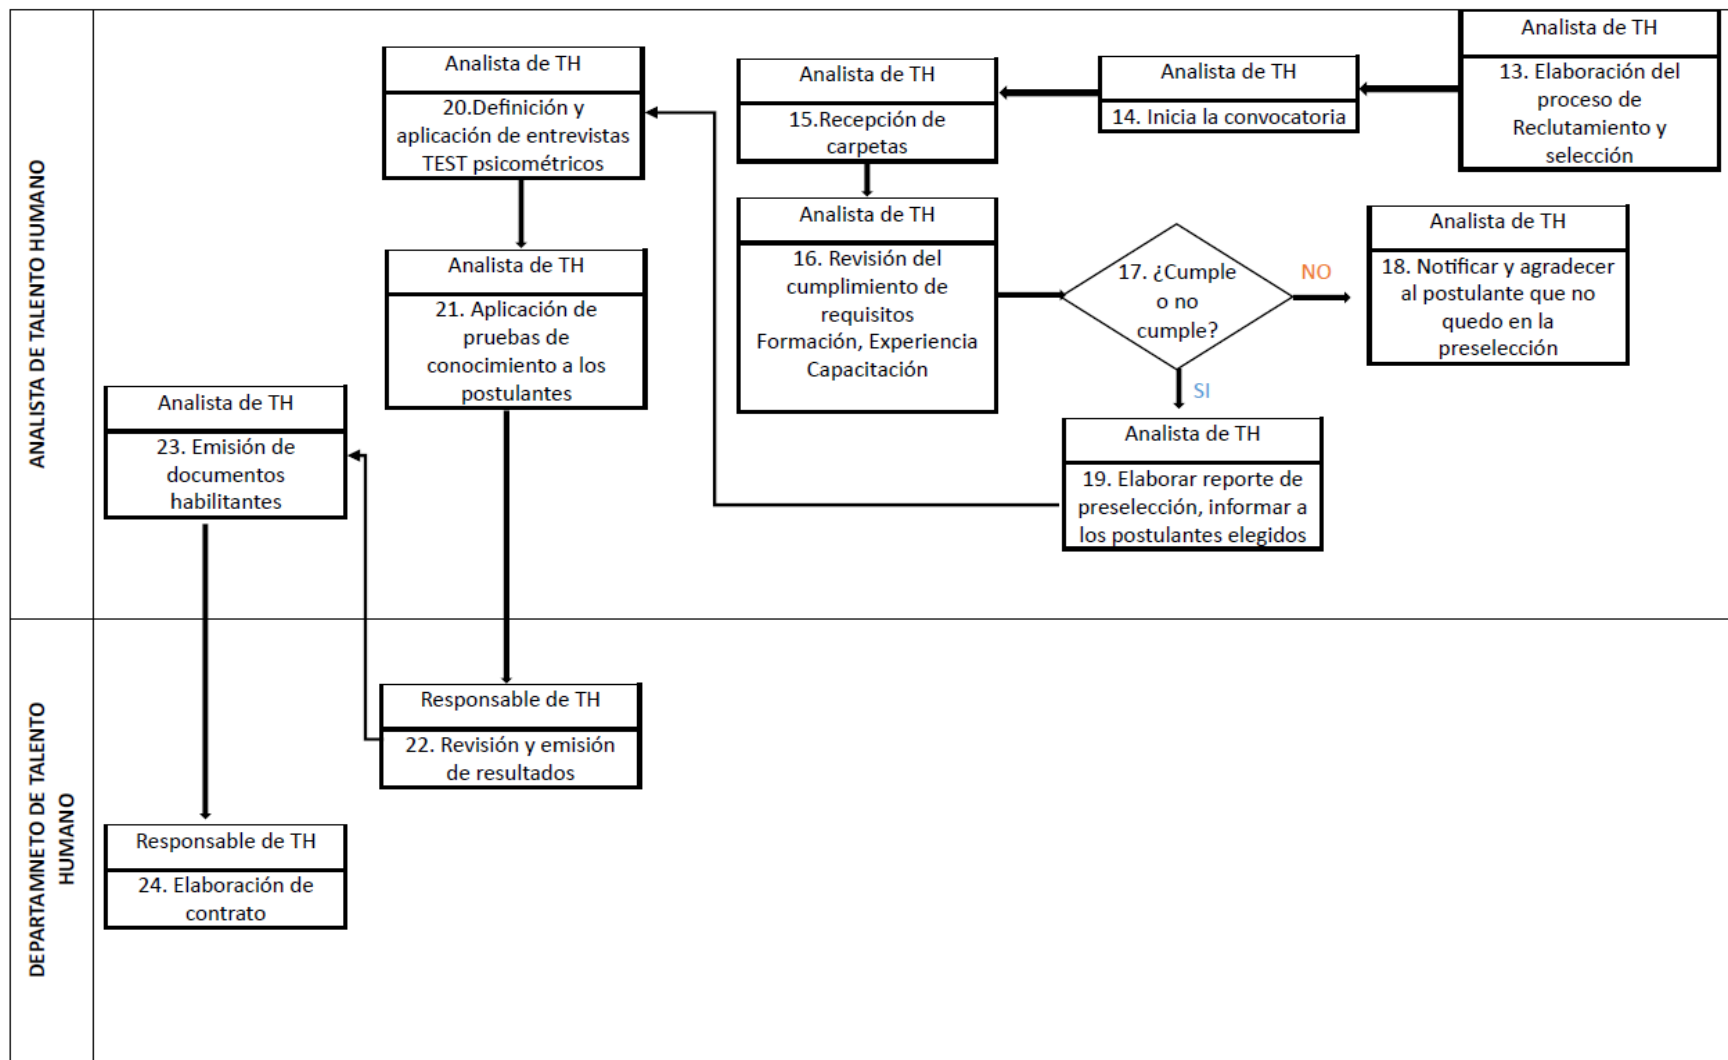 ANALISTA DE TALENTO HUMANO
Analista de TH
13. Elaboración del
proceso de
Reclutamiento y
selección
Analista de TH
14. Inicia la convocatoria
Analista de TH
15.Recepción de
carpetas
Analista de TH
16. Revisión del
cumplimiento de
requisitos
Formación, Experiencia
Capacitación
17. ¿Cumple
o no
cumple?
NO
Analista de TH
18. Notificar y agradecer
al postulante que no
quedo en la
preselección
SI
Analista de TH
19. Elaborar reporte de
preselección, informar a
los postulantes elegidos
Analista de TH
20.Definición y
aplicación de entrevistas
TEST psicométricos
Analista de TH
21. Aplicación de
pruebas de
conocimiento a los
postulantes
Analista de TH
23. Emisión de
documentos
habilitantes
DEPARTAMNETO DE TALENTO
HUMANO
Responsable de TH
22. Revisión y emisión
de resultados
Responsable de TH
24. Elaboración de
contrato